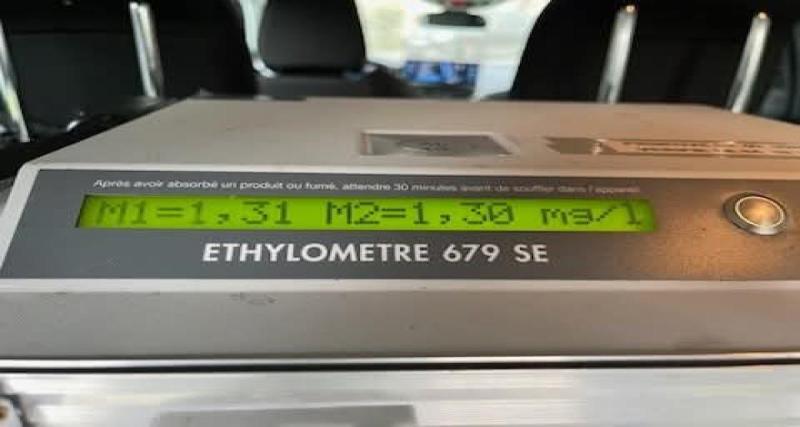 Après avoir absorbé un produit ou fumé, attendre 30 minutes avant de souffler dans l'appareil
M1=1,31 M2=1,30 mg/l
ETHYLOMETRE 679 SE